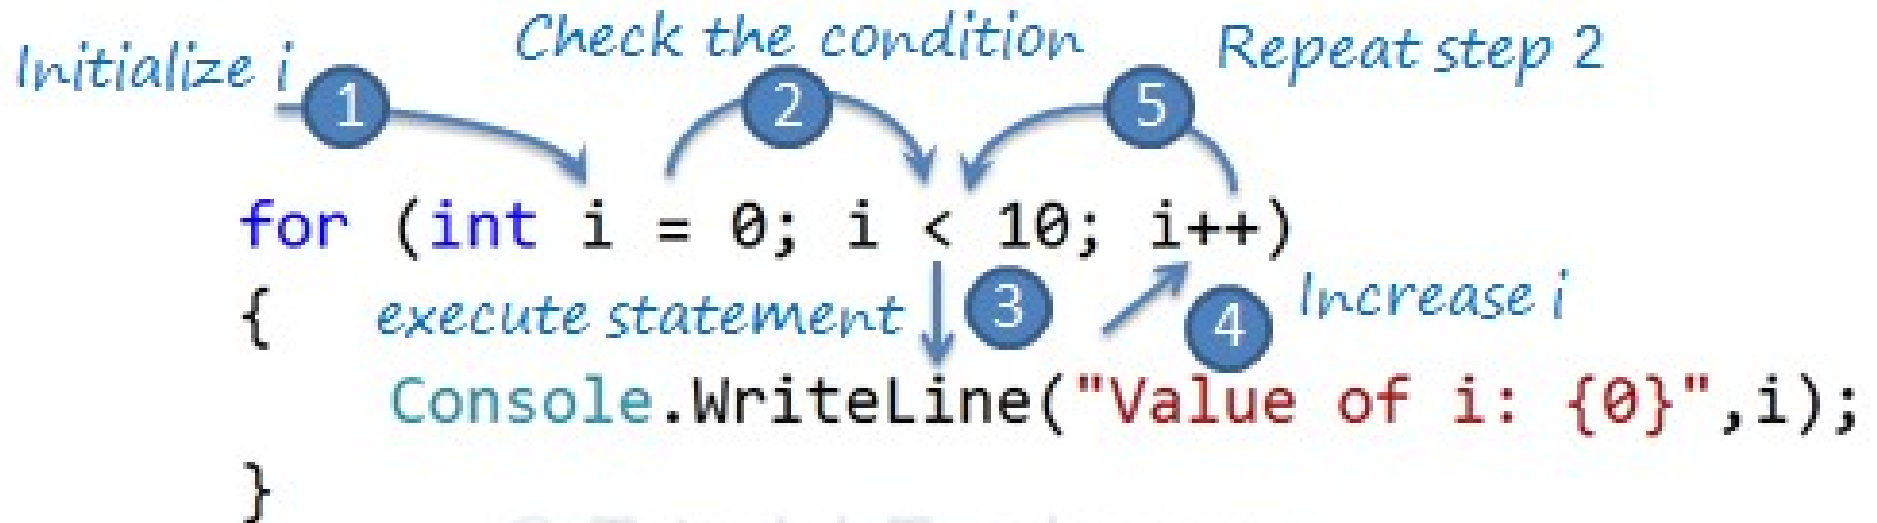 Initialize i
1
Check the condition
2
5
Repeat step 2
for (int i = 0; i < 10; i++)
{
execute statement
3
4
Increase i
Console.WriteLine("Value of i: {0}",i);
}